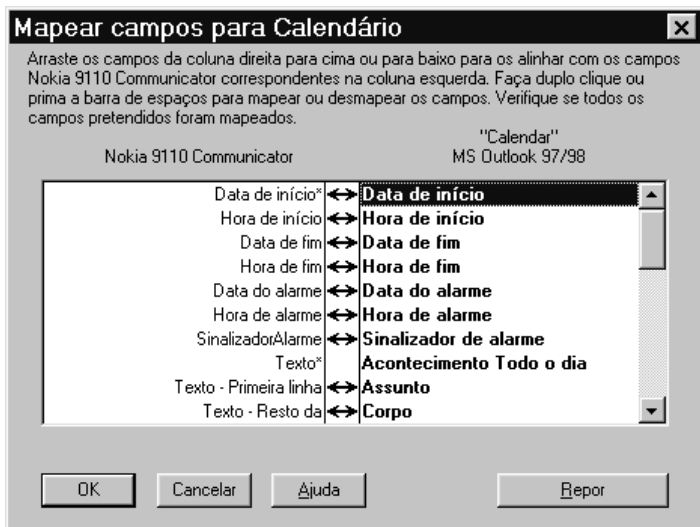 Mapear campos para Calendário
Arraste os campos da coluna direita para cima ou para baixo para os alinhar com os campos
Nokia 9110 Communicator correspondentes na coluna esquerda. Faça duplo clique ou
prima a barra de espaços para mapear ou desmapear os campos. Verifique se todos os
campos pretendidos foram mapeados.
"Calendar"
Nokia 9110 Communicator MS Outlook 97/98
Data de início* Data de início
Hora de início Hora de início
Data de fim Data de fim
Hora de fim Hora de fim
Data do alarme Data do alarme
Hora de alarme Hora de alarme
SinalizadorAlarme Sinalizador de alarme
Texto* Acontecimento Todo o dia
Texto - Primeira linha Assunto
Texto - Resto da Corpo
OK Cancelar Ajuda Repor